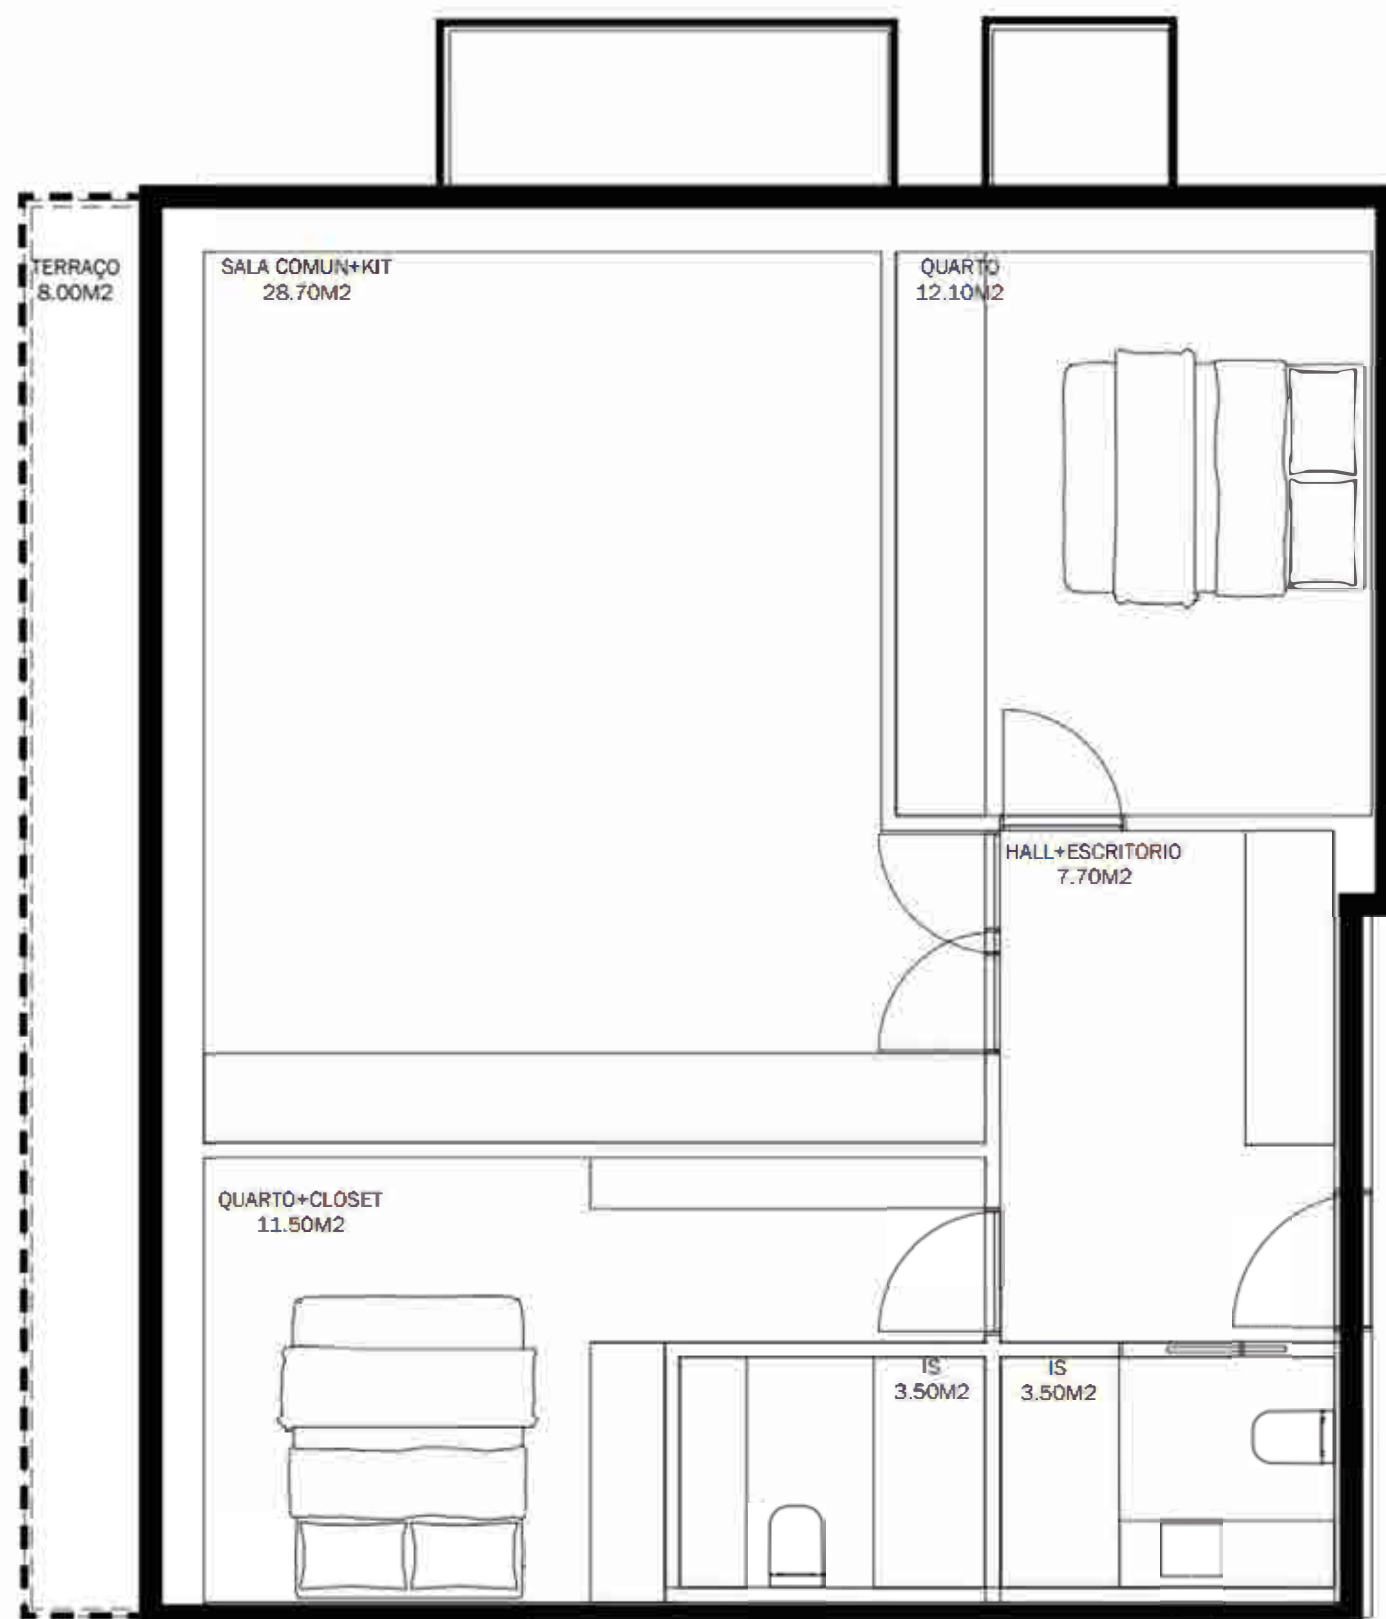 TERRAÇO
8.00M2
SALA COMUN+KIT
28.70M2
QUARTO
12.10M2
HALL+ESCRITORIO
7.70M2
QUARTO+CLOSET
11.50M2
IS
3.50M2
IS
3.50M2